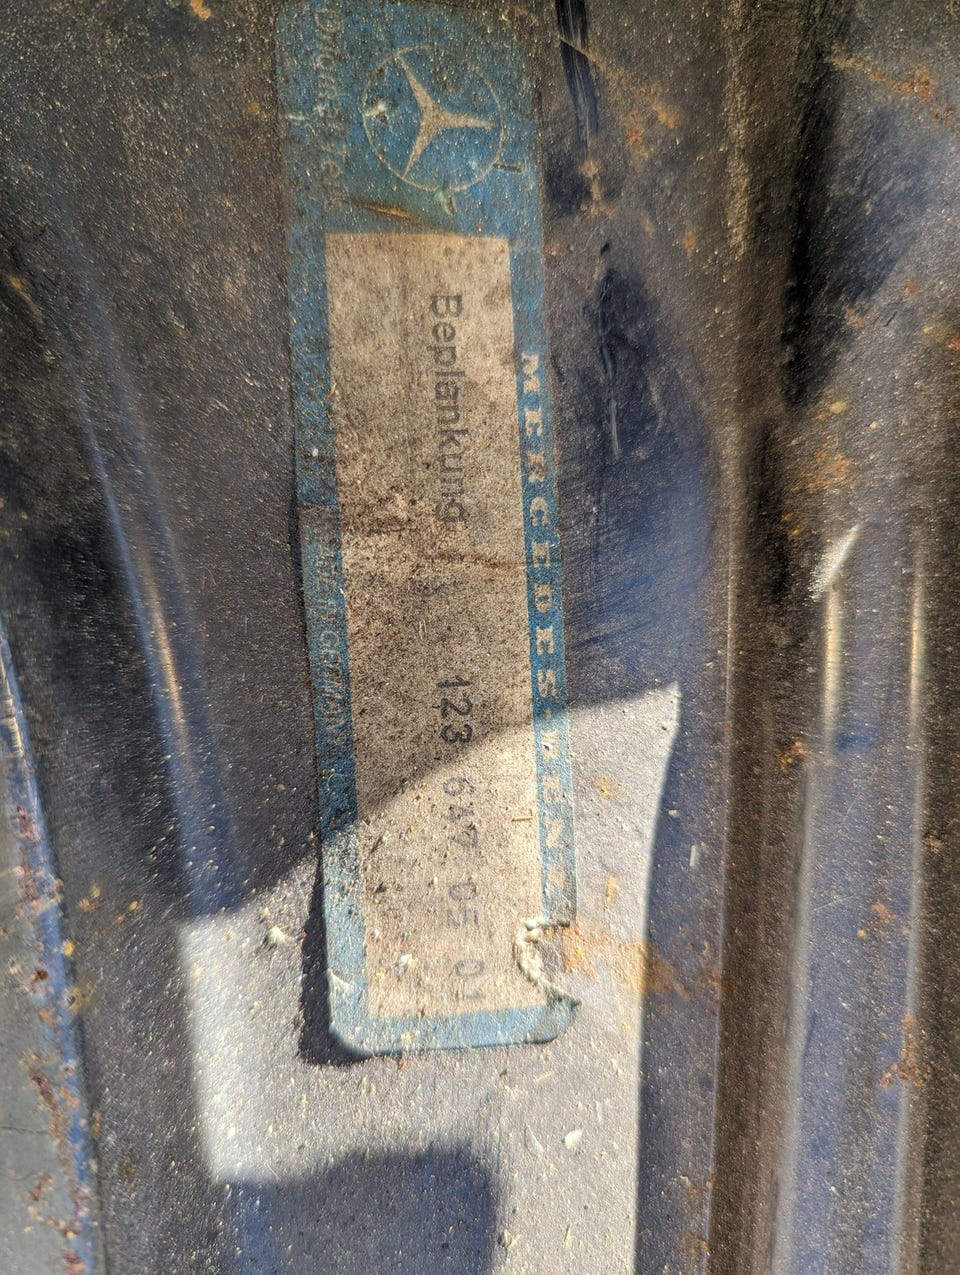 MERCEDES BENZ
Beplankung 123 647 05 01